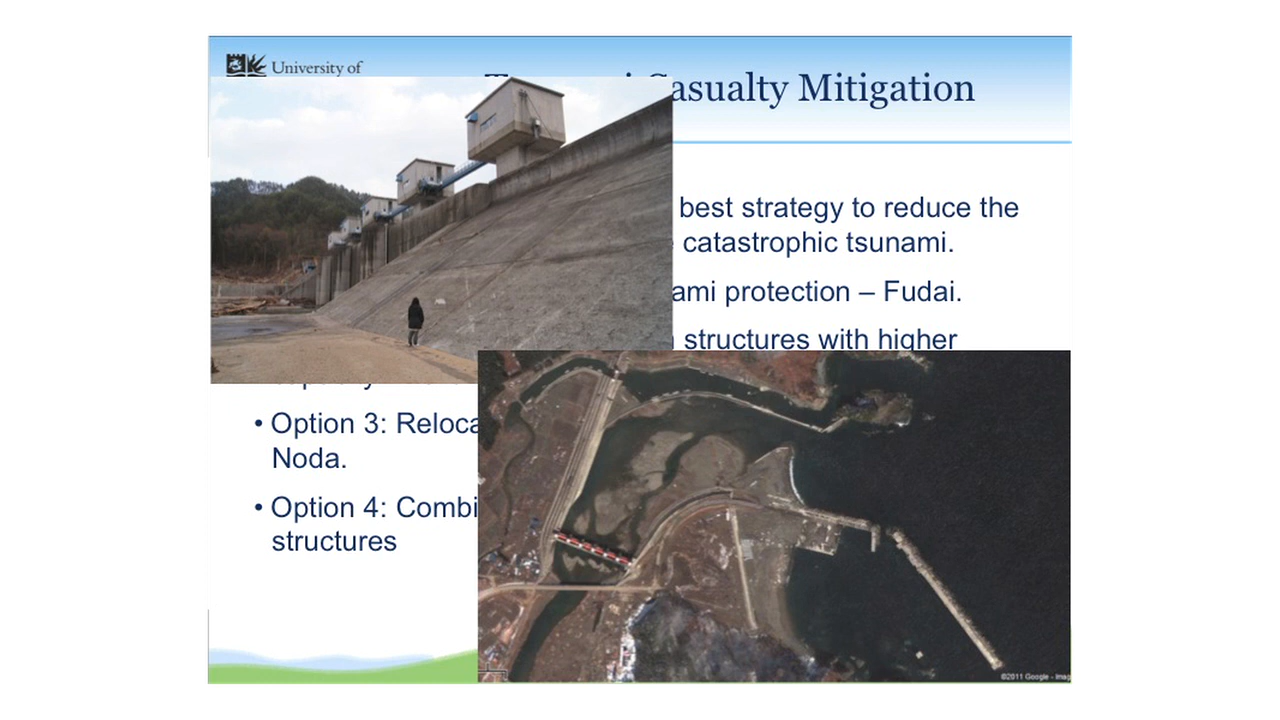 University of
Casualty Mitigation
best strategy to reduce the
catastrophic tsunami.
ami protection – Fudai.
structures with higher
• Option 3: Reloca
Noda.
• Option 4: Combi
structures
©2011 Google - Imag